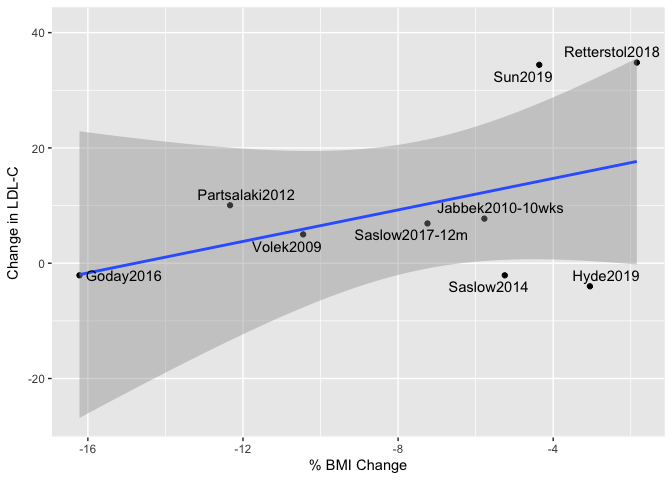 40
Retterstol2018
Sun2019
20
Partsalaki2012
Jabbek2010-10wks
Volek2009
Saslow2017-12m
0
Goday2016
Saslow2014
Hyde2019
-20
-16
-12
-8
-4
% BMI Change
Change in LDL-C